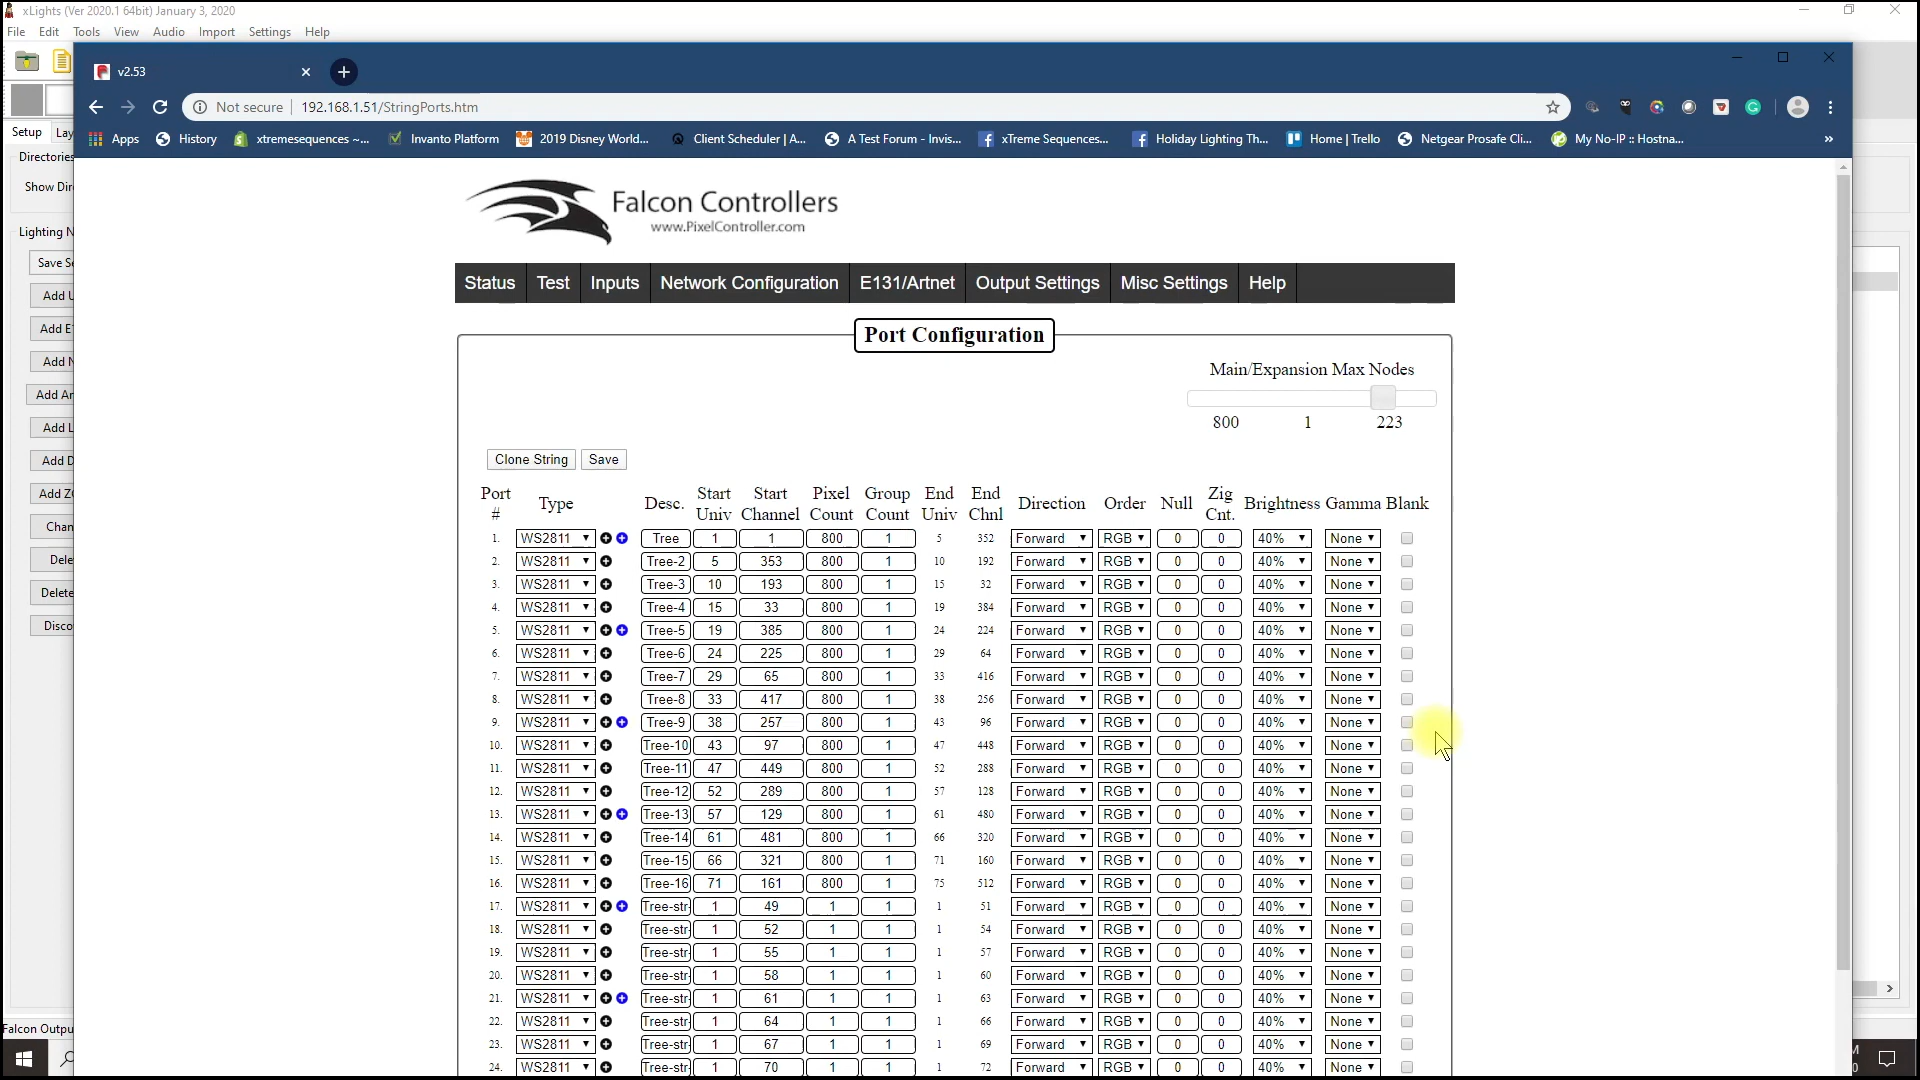 xLights (Ver 2020.1 64bit) January 3, 2020
File Edit Tools View Audio Import Settings Help
v2.53
Not secure 192.168.1.51/StringPorts.htm
Apps History xtremesequences ~... Invanto Platform 2019 Disney World... Client Scheduler | A... A Test Forum - Invis... xTreme Sequences... Holiday Lighting Th... Home | Trello Netgear Prosafe Cli... My No-IP :: Hostna... »
Setup Lay
Directories
Show Dir
Lighting N
Save Se
Add U
Add E
Add N
Add Ar
Add L
Add D
Add Z
Chan
Dele
Delete
Disco
Falcon Outpu
Falcon Controllers
www.PixelController.com
Status Test Inputs Network Configuration E131/Artnet Output Settings Misc Settings Help
Port Configuration
Main/Expansion Max Nodes
800 1 223
Clone String Save
Port # Type Desc. Start Univ Start Channel Pixel Count Group Count End Univ End Chnl Direction Order Null Zig Cnt. Brightness Gamma Blank
1. WS2811 Tree 1 1 800 1 5 352 Forward RGB 0 0 40% None
2. WS2811 Tree-2 5 353 800 1 10 192 Forward RGB 0 0 40% None
3. WS2811 Tree-3 10 193 800 1 15 32 Forward RGB 0 0 40% None
4. WS2811 Tree-4 15 33 800 1 19 384 Forward RGB 0 0 40% None
5. WS2811 Tree-5 19 385 800 1 24 224 Forward RGB 0 0 40% None
6. WS2811 Tree-6 24 225 800 1 29 64 Forward RGB 0 0 40% None
7. WS2811 Tree-7 29 65 800 1 33 416 Forward RGB 0 0 40% None
8. WS2811 Tree-8 33 417 800 1 38 256 Forward RGB 0 0 40% None
9. WS2811 Tree-9 38 257 800 1 43 96 Forward RGB 0 0 40% None
10. WS2811 Tree-10 43 97 800 1 47 448 Forward RGB 0 0 40% None
11. WS2811 Tree-11 47 449 800 1 52 288 Forward RGB 0 0 40% None
12. WS2811 Tree-12 52 289 800 1 57 128 Forward RGB 0 0 40% None
13. WS2811 Tree-13 57 129 800 1 61 480 Forward RGB 0 0 40% None
14. WS2811 Tree-14 61 481 800 1 66 320 Forward RGB 0 0 40% None
15. WS2811 Tree-15 66 321 800 1 71 160 Forward RGB 0 0 40% None
16. WS2811 Tree-16 71 161 800 1 75 512 Forward RGB 0 0 40% None
17. WS2811 Tree-str 1 49 1 1 1 51 Forward RGB 0 0 40% None
18. WS2811 Tree-str 1 52 1 1 1 54 Forward RGB 0 0 40% None
19. WS2811 Tree-str 1 55 1 1 1 57 Forward RGB 0 0 40% None
20. WS2811 Tree-str 1 58 1 1 1 60 Forward RGB 0 0 40% None
21. WS2811 Tree-str 1 61 1 1 1 63 Forward RGB 0 0 40% None
22. WS2811 Tree-str 1 64 1 1 1 66 Forward RGB 0 0 40% None
23. WS2811 Tree-str 1 67 1 1 1 69 Forward RGB 0 0 40% None
24. WS2811 Tree-str 1 70 1 1 1 72 Forward RGB 0 0 40% None